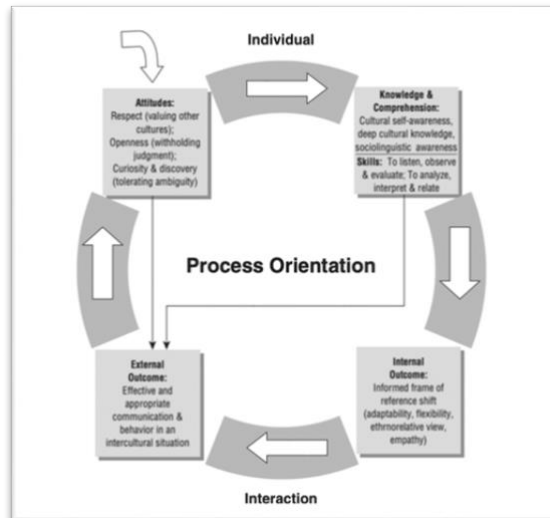 Individual
Attitudes:
Respect (valuing other
cultures);
Openness (withholding
judgment);
Curiosity & discovery
(tolerating ambiguity)
Knowledge &
Comprehension:
Cultural self-awareness,
deep cultural knowledge,
sociolinguistic awareness
Skills: To listen, observe
& evaluate; To analyze,
interpret & relate
Process Orientation
External
Outcome:
Effective and
appropriate
communication &
behavior in an
intercultural situation
Internal
Outcome:
Informed frame of
reference shift
(adaptability, flexibility,
ethrnorelative view,
empathy)
Interaction